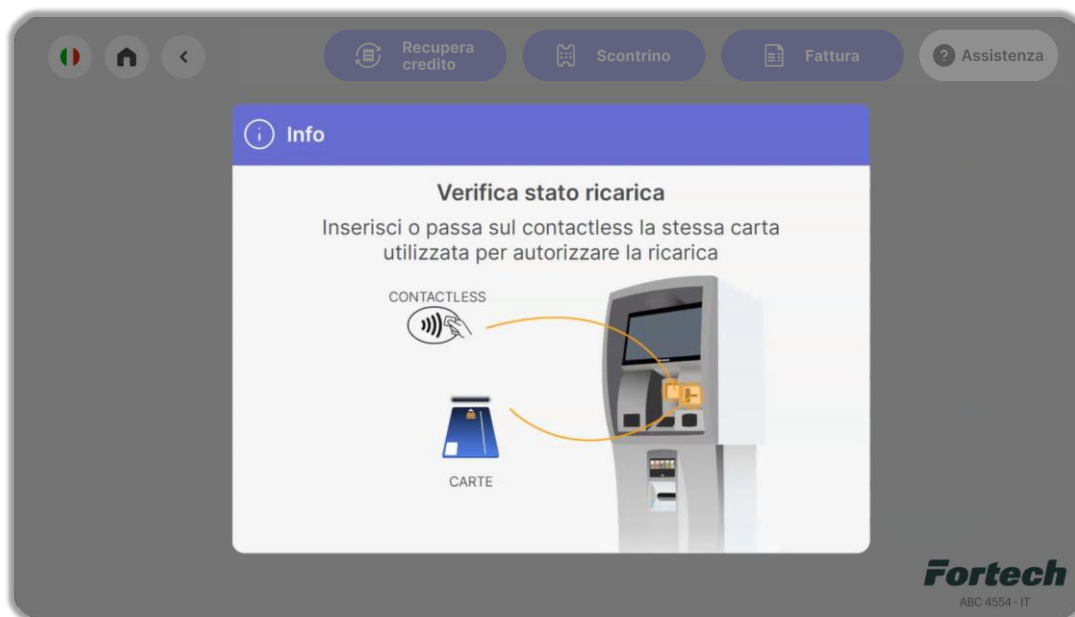 Recupera
credito
Scontrino
Fattura
? Assistenza
Info
Verifica stato ricarica
Inserisci o passa sul contactless la stessa carta
utilizzata per autorizzare la ricarica
CONTACTLESS
CARTE
Fortech
ABC 4554 - IT